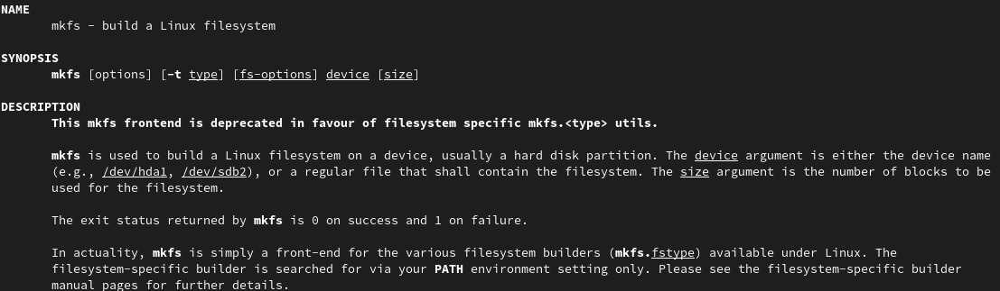 NAME
mkfs - build a Linux filesystem
SYNOPSIS
mkfs [options] [-t type] [fs-options] device [size]
DESCRIPTION
This mkfs frontend is deprecated in favour of filesystem specific mkfs.<type> utils.
mkfs is used to build a Linux filesystem on a device, usually a hard disk partition. The device argument is either the device name
(e.g., /dev/hda1, /dev/sdb2), or a regular file that shall contain the filesystem. The size argument is the number of blocks to be
used for the filesystem.
The exit status returned by mkfs is 0 on success and 1 on failure.
In actuality, mkfs is simply a front-end for the various filesystem builders (mkfs.fstype) available under Linux. The
filesystem-specific builder is searched for via your PATH environment setting only. Please see the filesystem-specific builder
manual pages for further details.